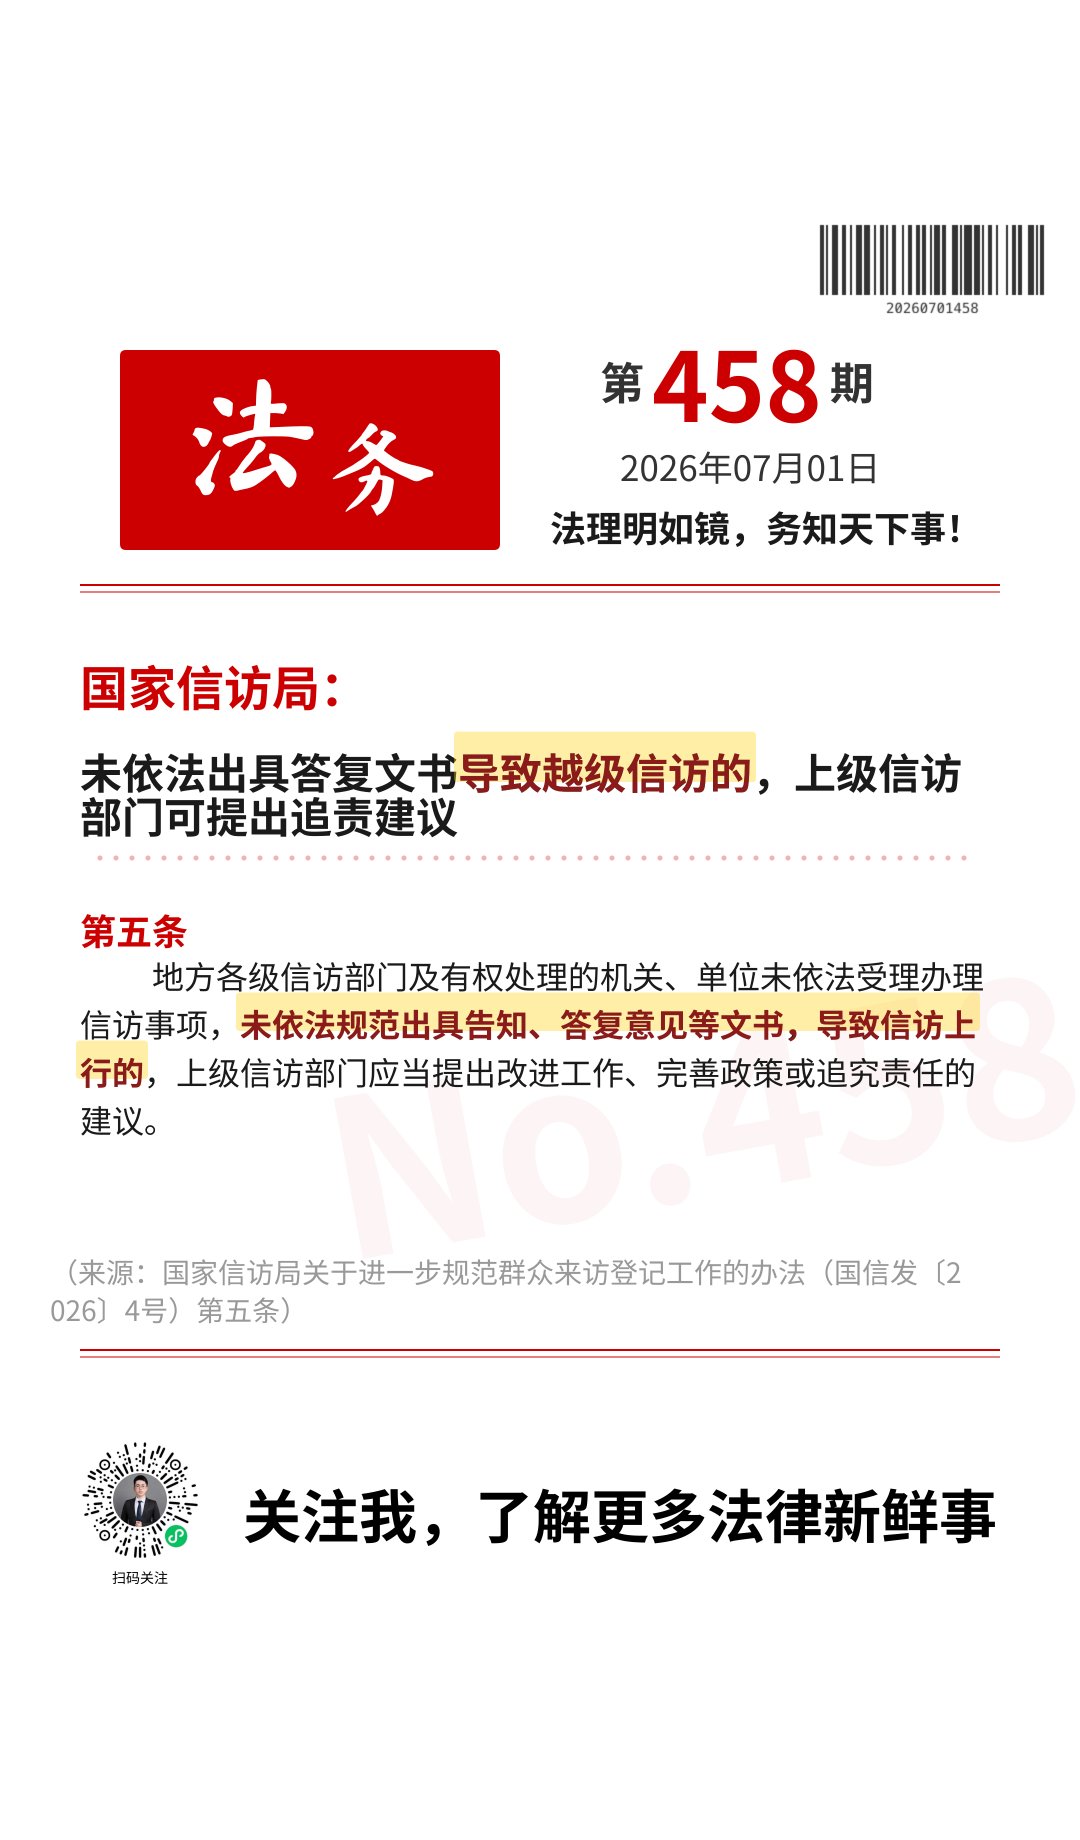 20260701458
法务
第458期
2026年07月01日
法理明如镜，务知天下事！
国家信访局：
未依法出具答复文书导致越级信访的，上级信访
部门可提出追责建议
第五条
地方各级信访部门及有权处理的机关、单位未依法受理办理
信访事项，未依法规范出具告知、答复意见等文书，导致信访上
行的，上级信访部门应当提出改进工作、完善政策或追究责任的
建议。
No.458
（来源：国家信访局关于进一步规范群众来访登记工作的办法（国信发〔2
026〕4号）第五条）
关注我，了解更多法律新鲜事
扫码关注